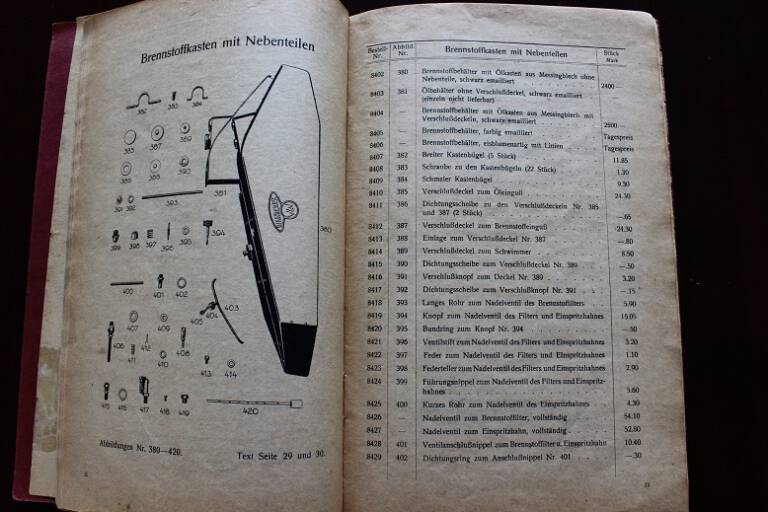 Brennstoffkasten mit Nebenteilen
382 383 384
385 387 389
386 388 390
391 392 393 381
395 398 397 396 399 394
380
400 401 402
403
404
405
407 409
406 412 408
411 410
413 414
415 416 417 418 419 420
Abbildungen Nr. 380—420.
Text Seite 29 und 30.
Bestell-Nr. Abbild. Nr. Brennstoffkasten mit Nebenteilen Stück Mark
8402 380 Brennstoffbehälter mit Ölkasten aus Messingblech ohne
Nebenteile, schwarz emailliert 2400—
8403 381 Ölbehälter ohne Verschlußdeckel, schwarz emailliert
(einzeln nicht lieferbar)
8404 — Brennstoffbehälter mit Ölkasten aus Messingblech mit
Verschlußdeckeln, schwarz emailliert 2500.—
8405 — Brennstoffbehälter, farbig emailliert Tagespreis
8406 — Brennstoffbehälter, eisblumenartig mit Linien Tagespreis
8407 382 Breiter Kastenbügel (5 Stück) 11.85
8408 383 Schraube zu den Kastenbügeln (22 Stück) 1.30
8409 384 Schmaler Kastenbügel 9.30
8410 385 Verschlußdeckel zum Öleinguß 24.30
8411 386 Dichtungsscheibe zu den Verschlußdeckeln Nr. 385
und 387 (2 Stück) —.65
8412 387 Verschlußdeckel zum Brennstoffeinguß 24.30
8413 388 Einlage zum Verschlußdeckel Nr. 387 —.80
8414 389 Verschlußdeckel zum Schwimmer 8.50
8415 390 Dichtungsscheibe zum Verschlußdeckel Nr. 389 —.50
8416 391 Verschlußknopf zum Deckel Nr. 389 3.20
8417 392 Dichtungsscheibe zum Verschlußknopf Nr. 391 —.15
8418 393 Langes Rohr zum Nadelventil des Brennstofilters 5.90
8419 394 Knopf zum Nadelventil des Filters und Einspritzhahnes 15.05
8420 395 Bundring zum Knopf Nr. 394 —.50
8421 396 Ventilstift zum Nadelventil des Filters und Einspritzhahnes 3.20
8422 397 Feder zum Nadelventil des Filters und Einspritzhahnes 1.10
8423 398 Federteller zum Nadelventil des Filters und Einspritzhahnes 2.90
8424 399 Führungsnippel zum Nadelventil des Filters und Einspritz-
hahnes 5.60
8425 400 Kurzes Rohr zum Nadelventil des Einspritzhahnes 4.30
8426 — Nadelventil zum Brennstoffilter, vollständig 54.10
8427 — Nadelventil zum Einspritzhahn, vollständig 52.80
8428 401 Ventilanschlußnippel zum Brennstoffilter u. Einspritzhahn 10.40
8429 402 Dichtungsring zum Anschlußnippel Nr. 401 —.30